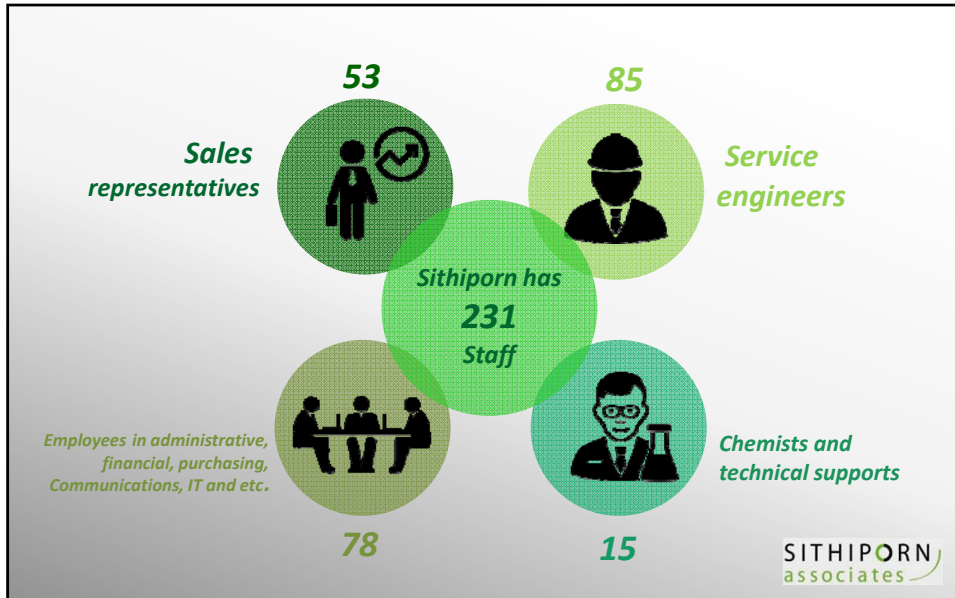 53
Sales
representatives
85
Service
engineers
Sithiporn has
231
Staff
Employees in administrative,
financial, purchasing,
Communications, IT and etc.
78
Chemists and
technical supports
15
SITHIPORN
associates